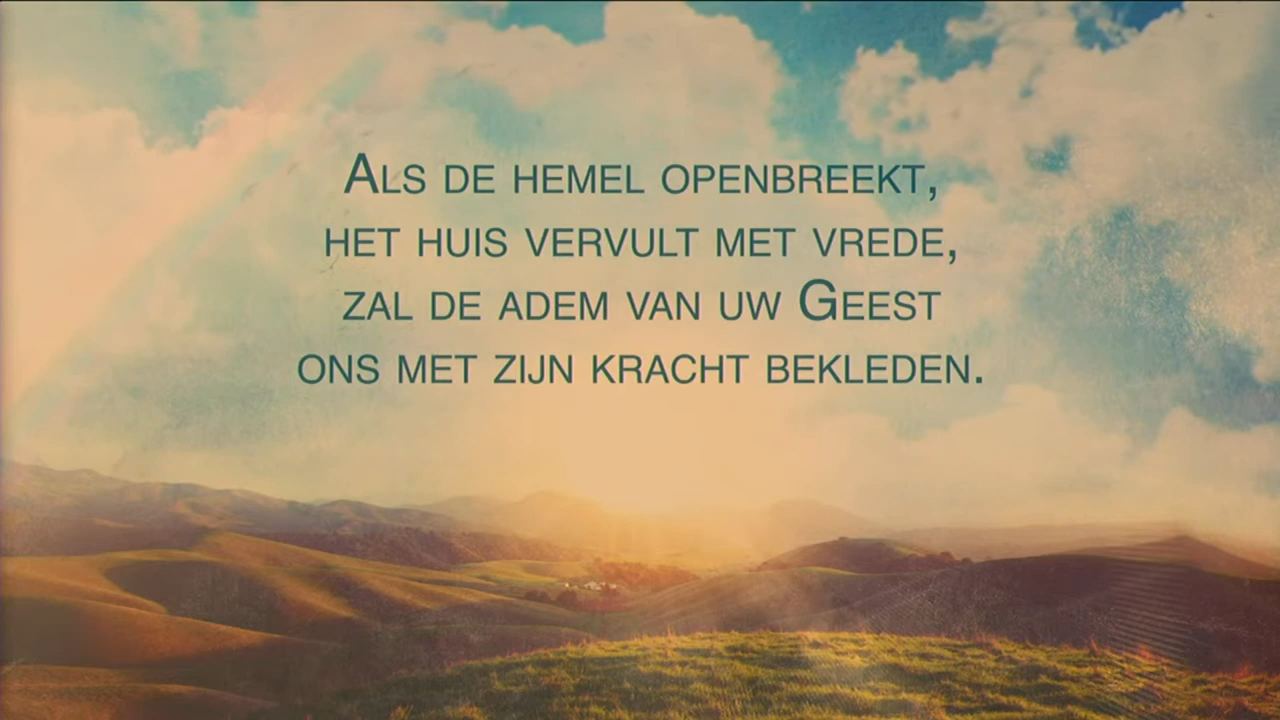 Als de hemel openbreekt,
het huis vervult met vrede,
zal de adem van uw Geest
ons met zijn kracht bekleden.